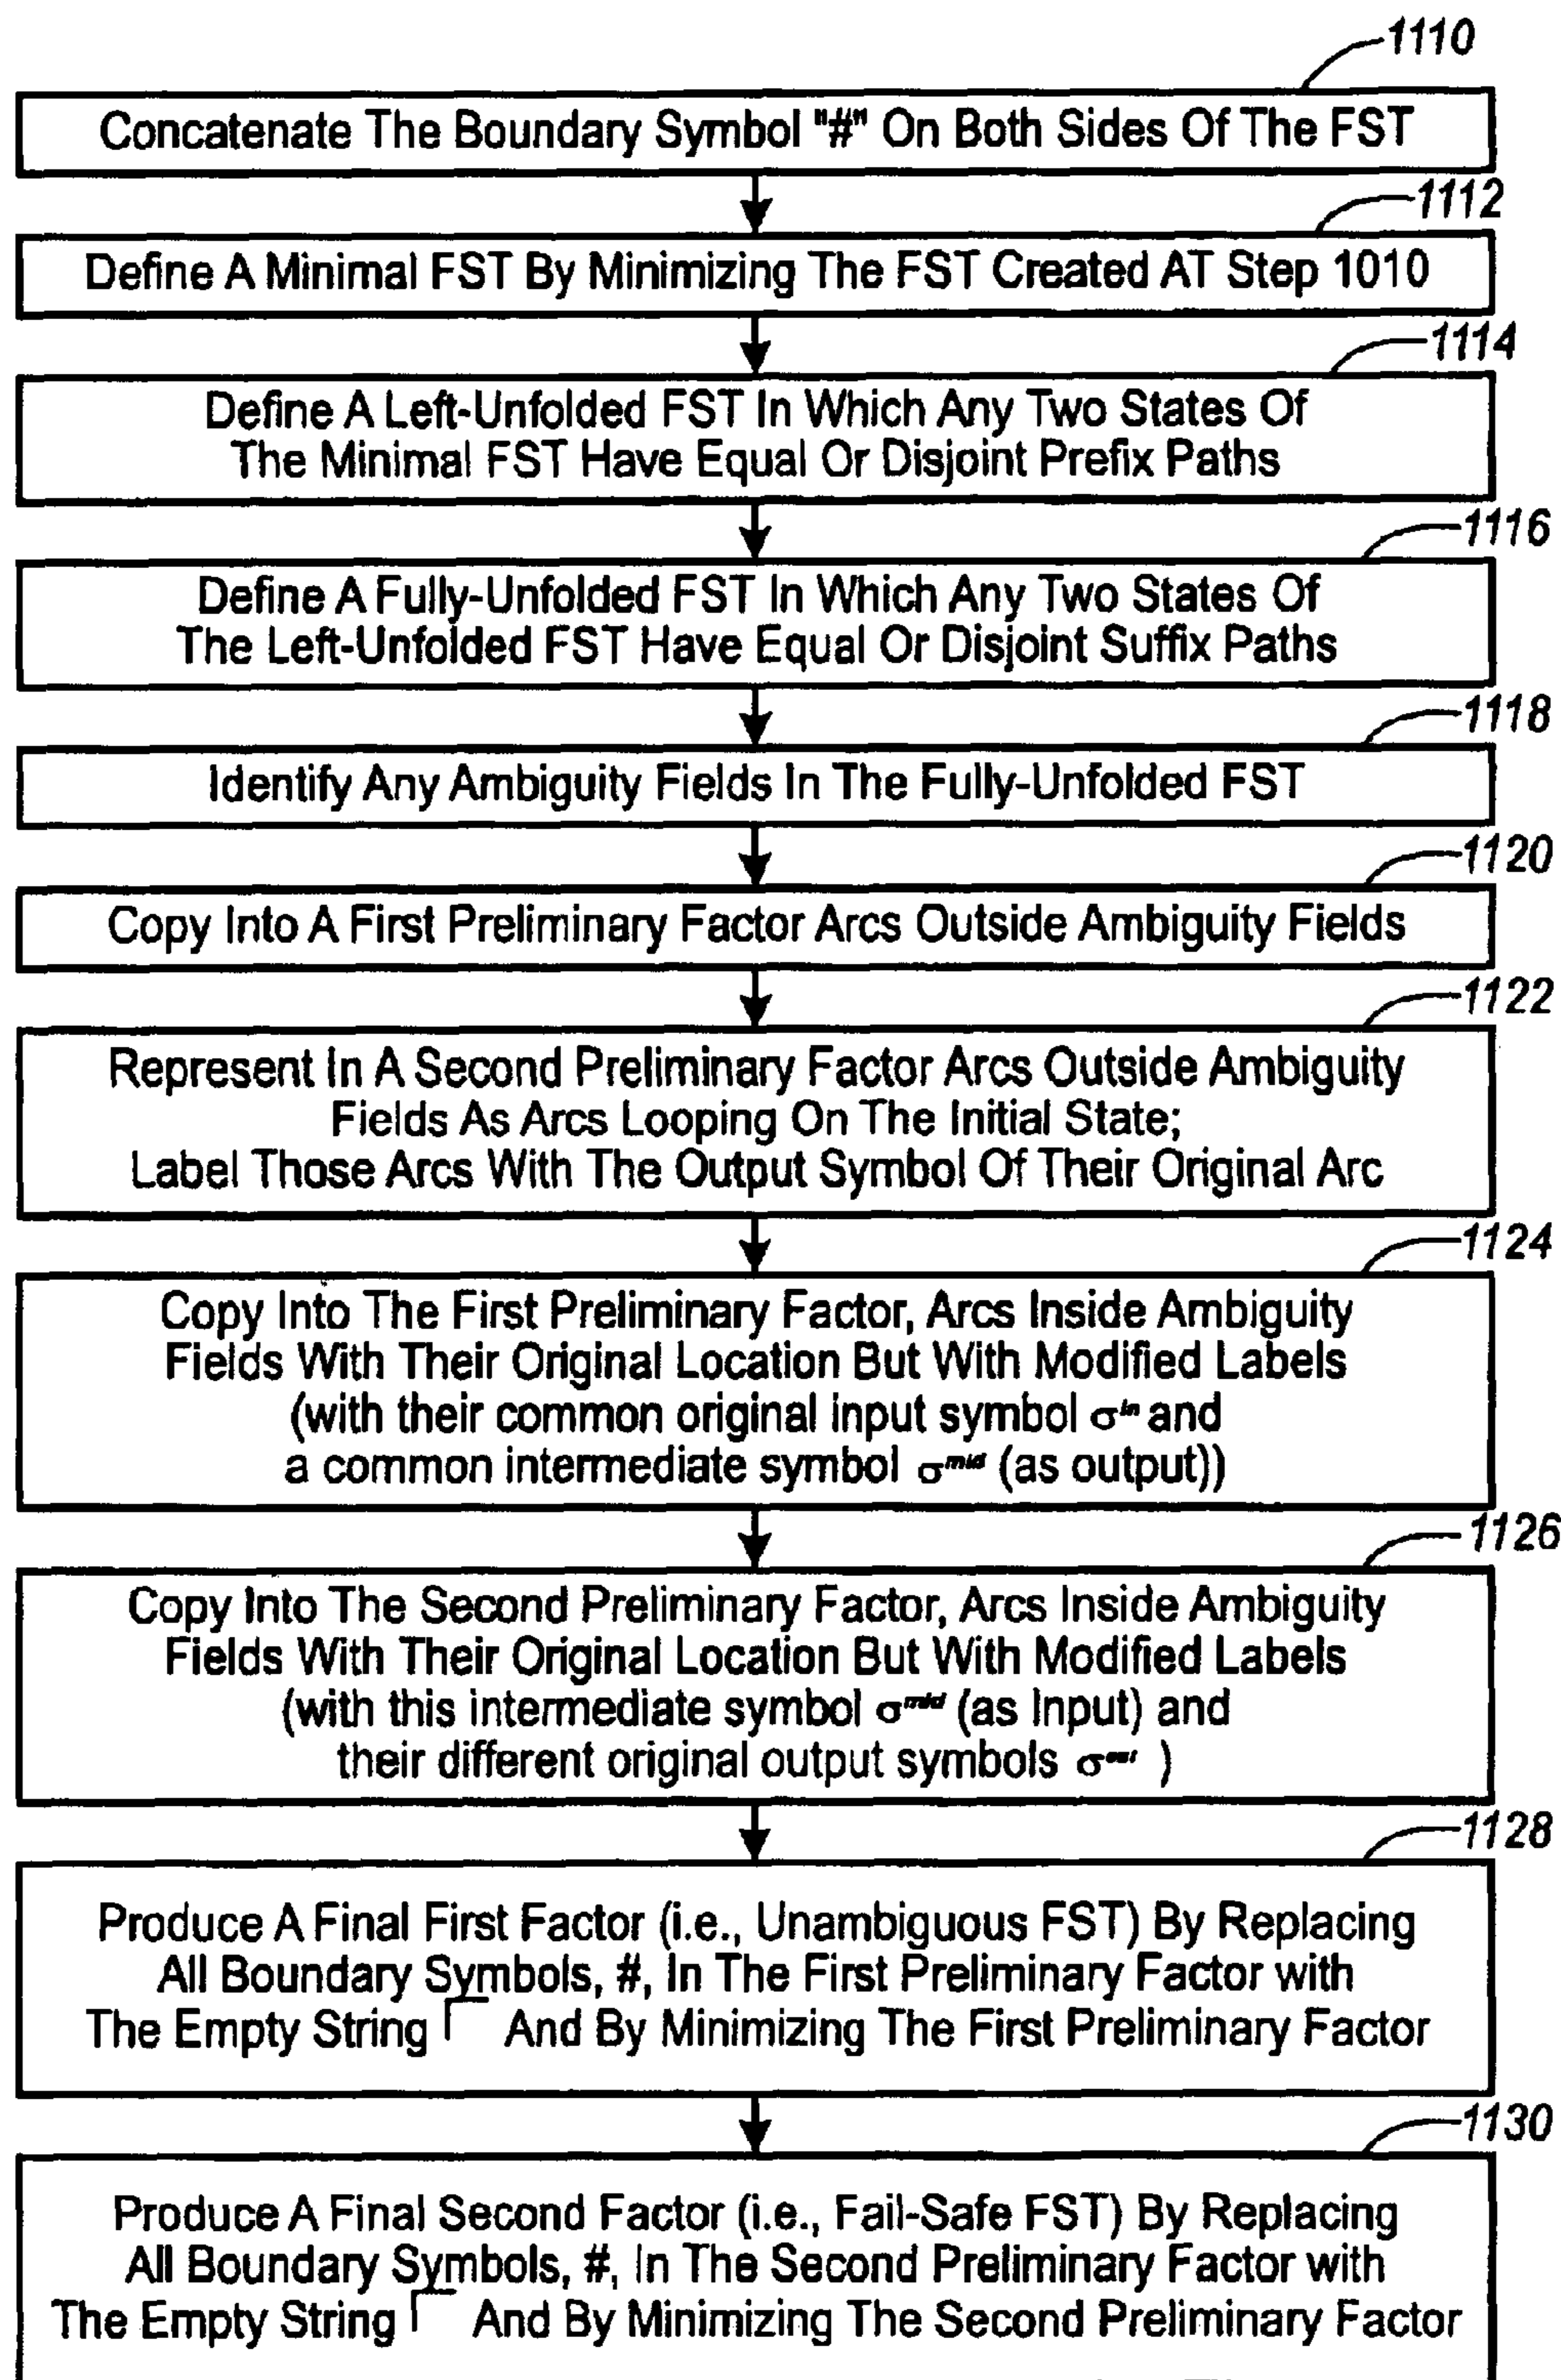 1110
Concatenate The Boundary Symbol "#" On Both Sides Of The FST
1112
Define A Minimal FST By Minimizing The FST Created AT Step 1010
1114
Define A Left-Unfolded FST In Which Any Two States Of
The Minimal FST Have Equal Or Disjoint Prefix Paths
1116
Define A Fully-Unfolded FST In Which Any Two States Of
The Left-Unfolded FST Have Equal Or Disjoint Suffix Paths
1118
Identify Any Ambiguity Fields In The Fully-Unfolded FST
1120
Copy Into A First Preliminary Factor Arcs Outside Ambiguity Fields
1122
Represent In A Second Preliminary Factor Arcs Outside Ambiguity
Fields As Arcs Looping On The Initial State;
Label Those Arcs With The Output Symbol Of Their Original Arc
1124
Copy Into The First Preliminary Factor, Arcs Inside Ambiguity
Fields With Their Original Location But With Modified Labels
(with their common original input symbol σ^in and
a common intermediate symbol σ^mid (as output))
1126
Copy Into The Second Preliminary Factor, Arcs Inside Ambiguity
Fields With Their Original Location But With Modified Labels
(with this intermediate symbol σ^mid (as Input) and
their different original output symbols σ^out )
1128
Produce A Final First Factor (i.e., Unambiguous FST) By Replacing
All Boundary Symbols, #, In The First Preliminary Factor with
The Empty String Γ And By Minimizing The First Preliminary Factor
1130
Produce A Final Second Factor (i.e., Fail-Safe FST) By Replacing
All Boundary Symbols, #, In The Second Preliminary Factor with
The Empty String Γ And By Minimizing The Second Preliminary Factor